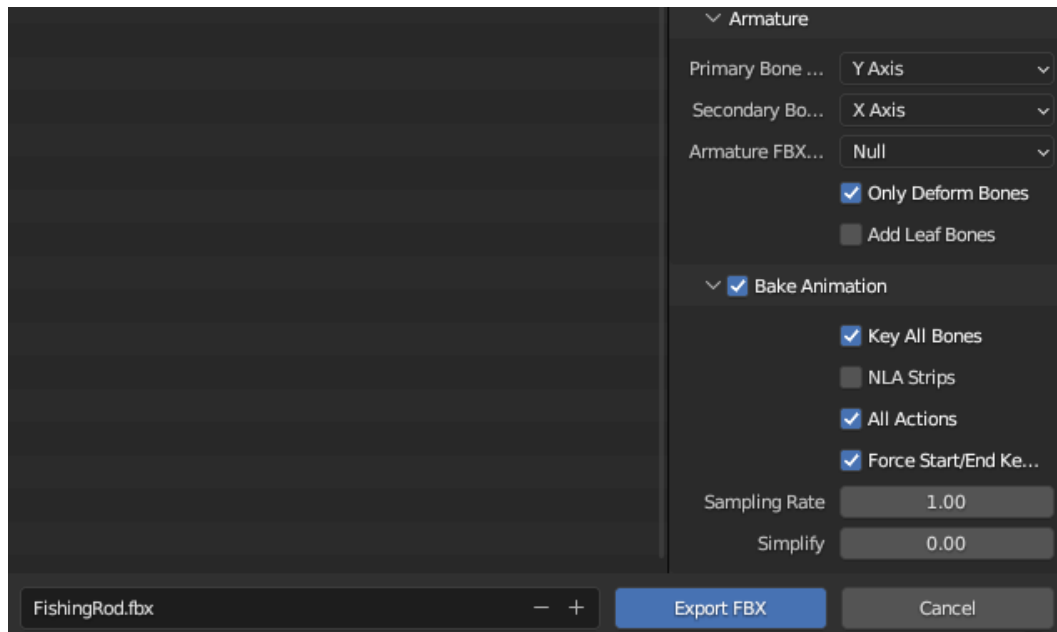 Armature
Primary Bone ... Y Axis
Secondary Bo... X Axis
Armature FBX... Null
Only Deform Bones
Add Leaf Bones
Bake Animation
Key All Bones
NLA Strips
All Actions
Force Start/End Ke...
Sampling Rate 1.00
Simplify 0.00
FishingRod.fbx − + Export FBX Cancel